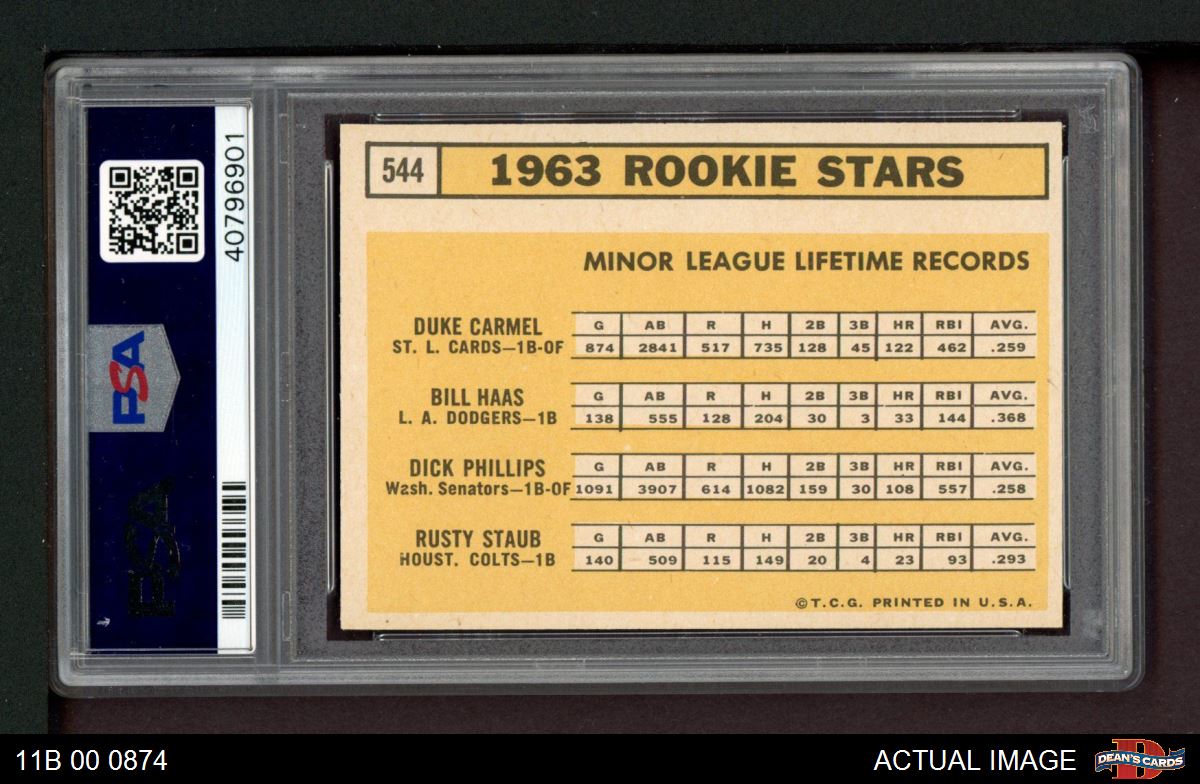 544 1963 ROOKIE STARS
MINOR LEAGUE LIFETIME RECORDS
DUKE CARMEL
ST. L. CARDS—1B-OF
G AB R H 2B 3B HR RBI AVG.
874 2841 517 735 128 45 122 462 .259
BILL HAAS
L. A. DODGERS—1B
G AB R H 2B 3B HR RBI AVG.
138 555 128 204 30 3 33 144 .368
DICK PHILLIPS
Wash. Senators—1B-OF
G AB R H 2B 3B HR RBI AVG.
1091 3907 614 1082 159 30 108 557 .258
RUSTY STAUB
HOUST. COLTS—1B
G AB R H 2B 3B HR RBI AVG.
140 509 115 149 20 4 23 93 .293
©T.C.G. PRINTED IN U.S.A.
40796901
PSA
PSA
11B 00 0874
ACTUAL IMAGE
D
DEAN'S CARDS